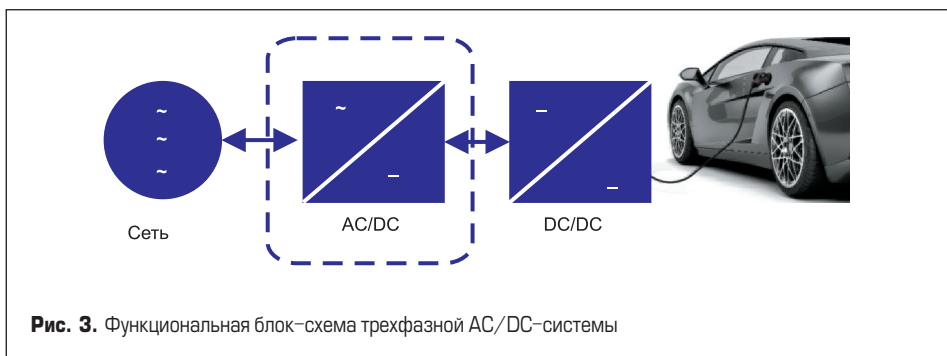 ~
~
~
~
–
–
–
Сеть
AC/DC
DC/DC
Рис. 3. Функциональная блок-схема трехфазной AC/DC-системы